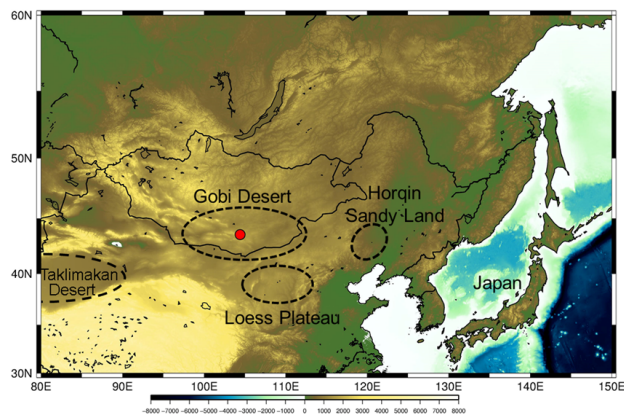 60N
50N
Gobi Desert
Horqin
Sandy Land
40N
Taklimakan
Desert
Japan
Loess Plateau
30N
80E 90E 100E 110E 120E 130E 140E 150E
-8000 -7000 -6000 -5000 -4000 -3000 -2000 -1000 0 1000 2000 3000 4000 5000 6000 7000 8000